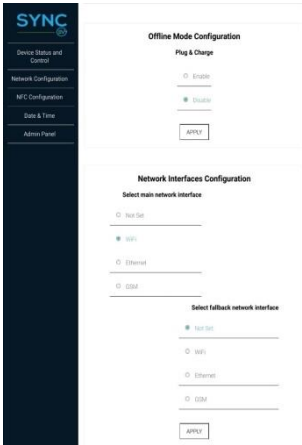 SYNC
EV
Device Status and
Control
Network Configuration
NFC Configuration
Date & Time
Admin Panel
Offline Mode Configuration
Plug & Charge
Enable
Disable
APPLY
Network Interfaces Configuration
Select main network interface
Not Set
WiFi
Ethernet
GSM
Select fallback network interface
Not Set
WiFi
Ethernet
GSM
APPLY